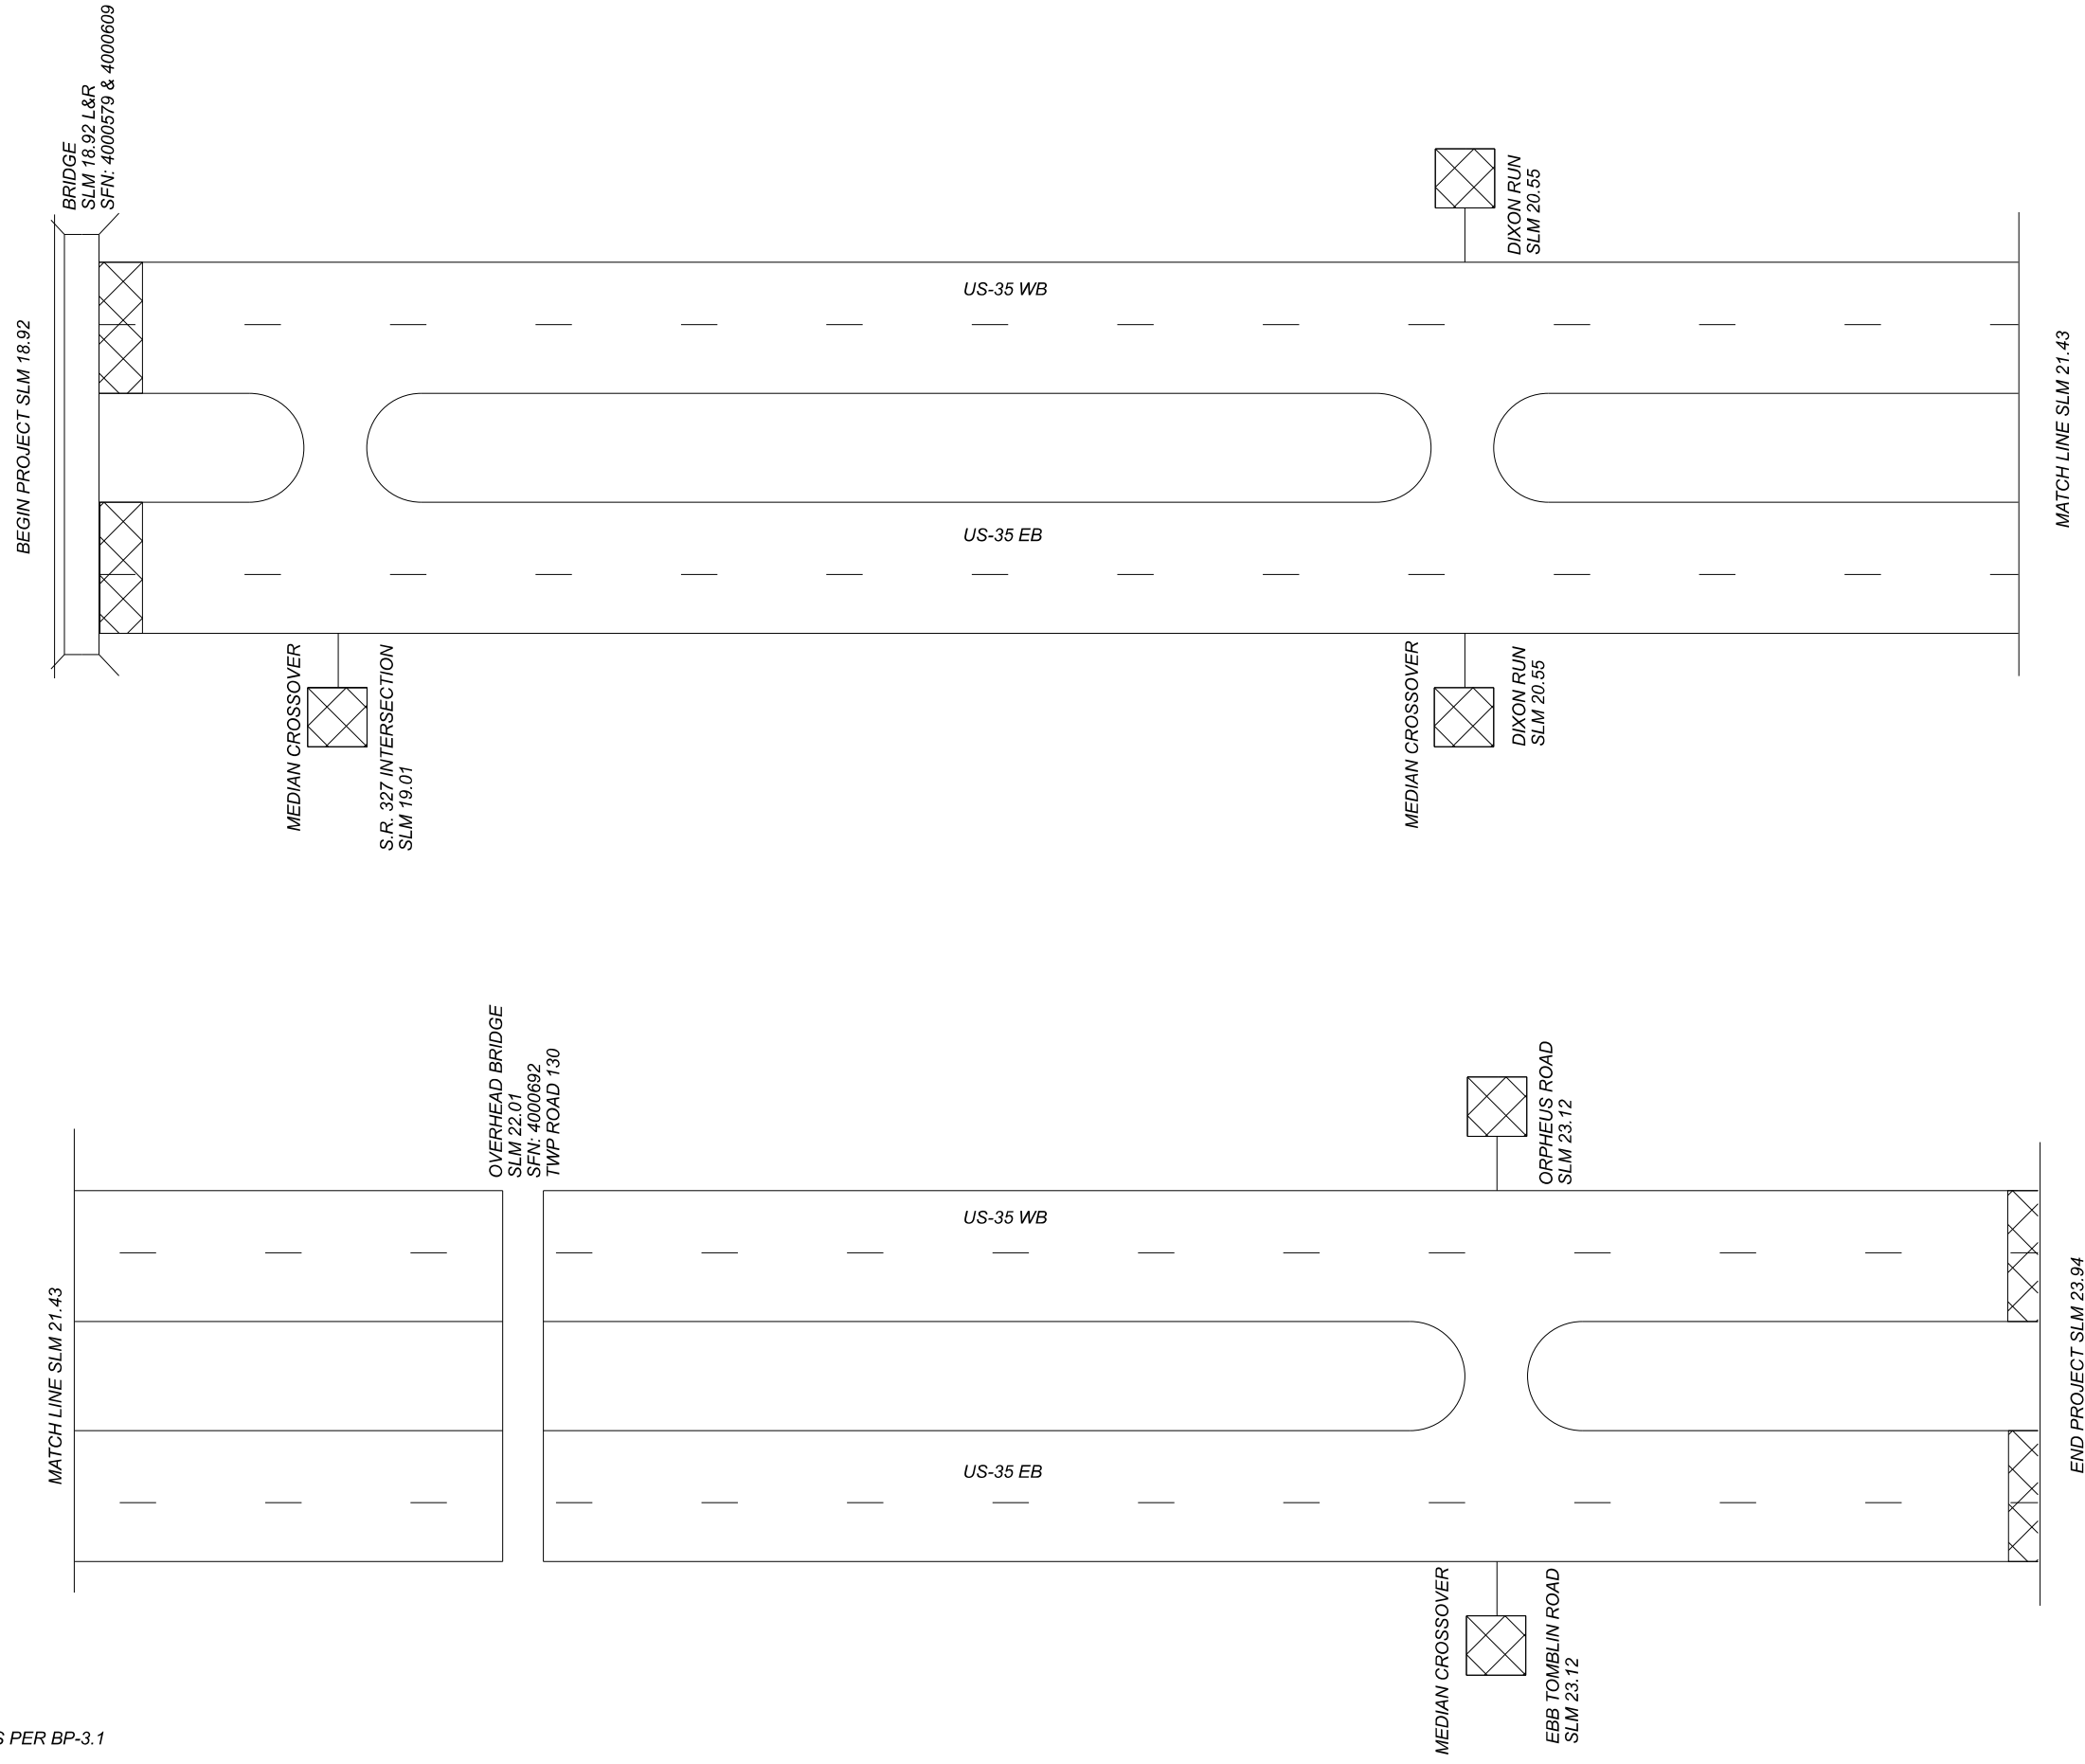 BEGIN PROJECT SLM 18.92
BRIDGE
SLM 18.92 L&R
SFN: 4000579 & 4000609
US-35 WB
US-35 EB
MEDIAN CROSSOVER
S.R. 327 INTERSECTION
SLM 19.01
DIXON RUN
SLM 20.55
MEDIAN CROSSOVER
DIXON RUN
SLM 20.55
MATCH LINE SLM 21.43
MATCH LINE SLM 21.43
OVERHEAD BRIDGE
SLM 22.01
SFN: 4000692
TWP ROAD 130
US-35 WB
US-35 EB
ORPHEUS ROAD
SLM 23.12
MEDIAN CROSSOVER
EBB TOMBLIN ROAD
SLM 23.12
END PROJECT SLM 23.94
PER BP-3.1